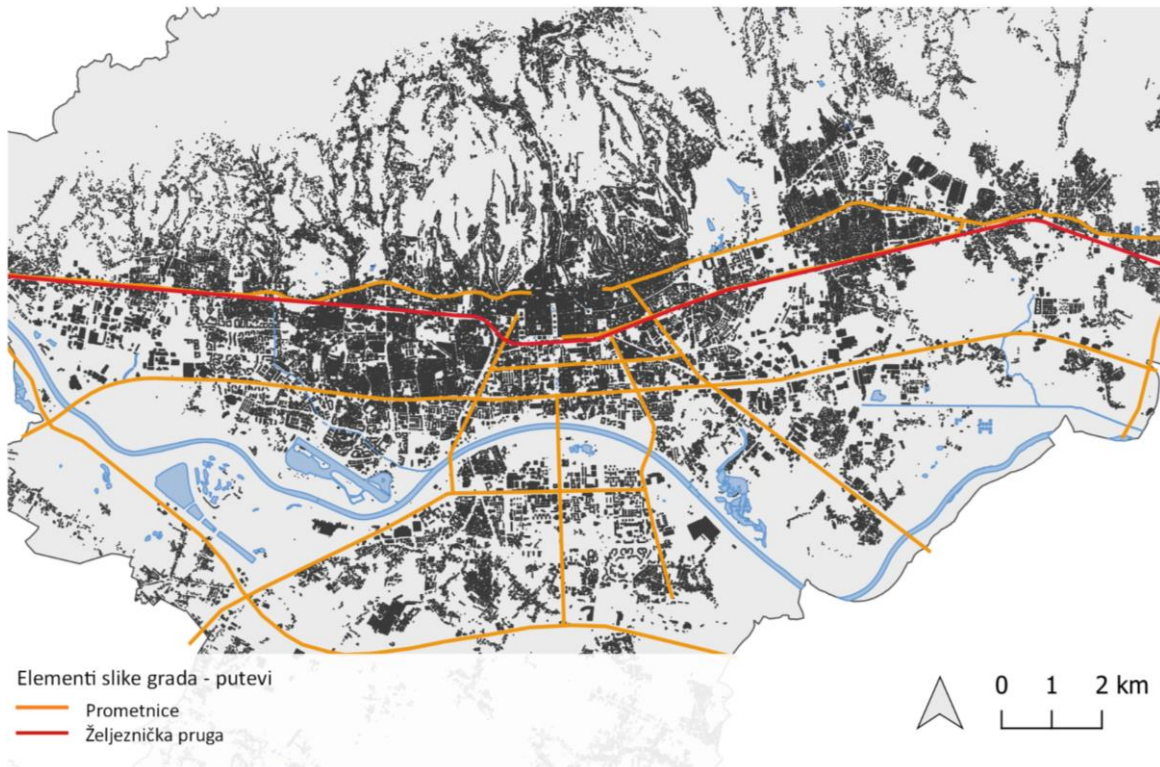 Elementi slike grada - putevi
Prometnice
Željeznička pruga
0 1 2 km